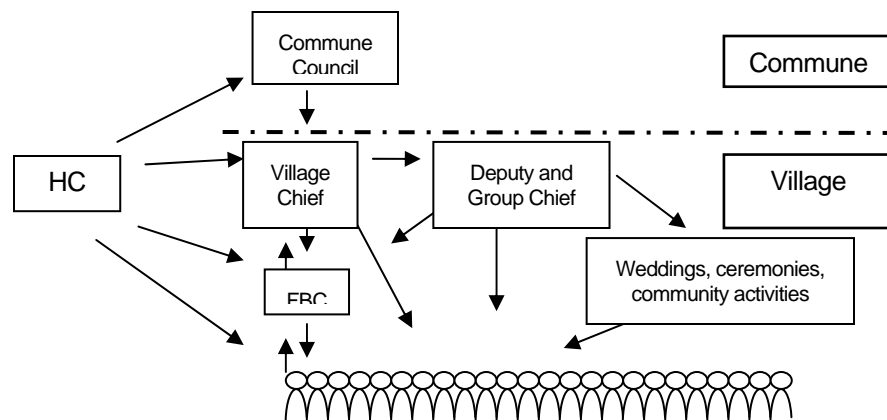 Commune
Council
Commune
HC
Village
Chief
Deputy and
Group Chief
Village
Weddings, ceremonies,
community activities